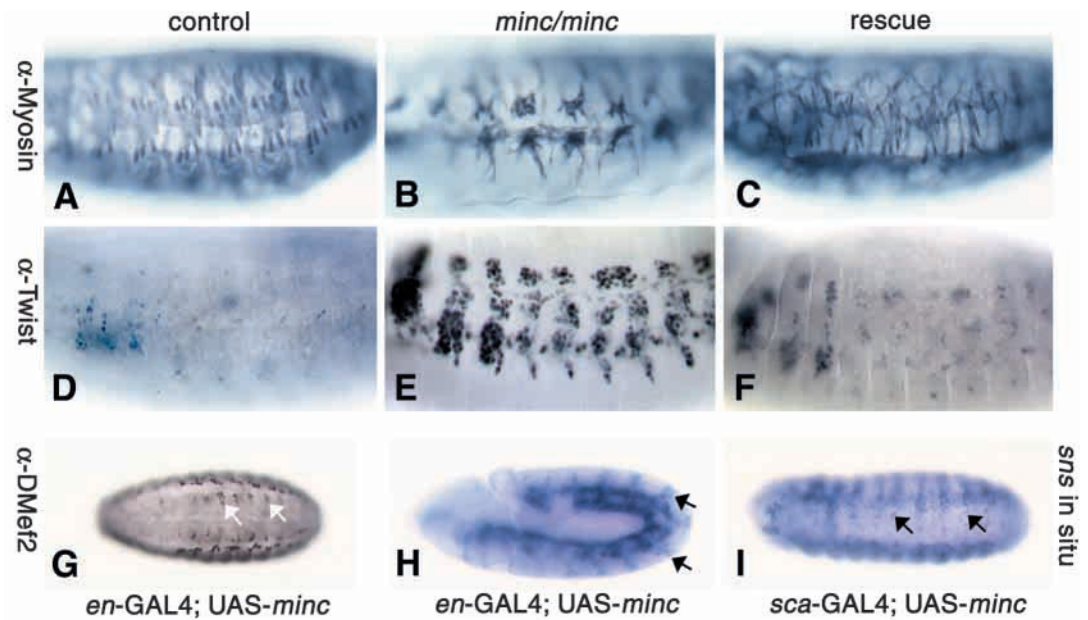 control minc/minc rescue
α-Myosin
A B C
α-Twist
D E F
α-DMef2
G H I
sns in situ
en-GAL4; UAS-minc en-GAL4; UAS-minc sca-GAL4; UAS-minc